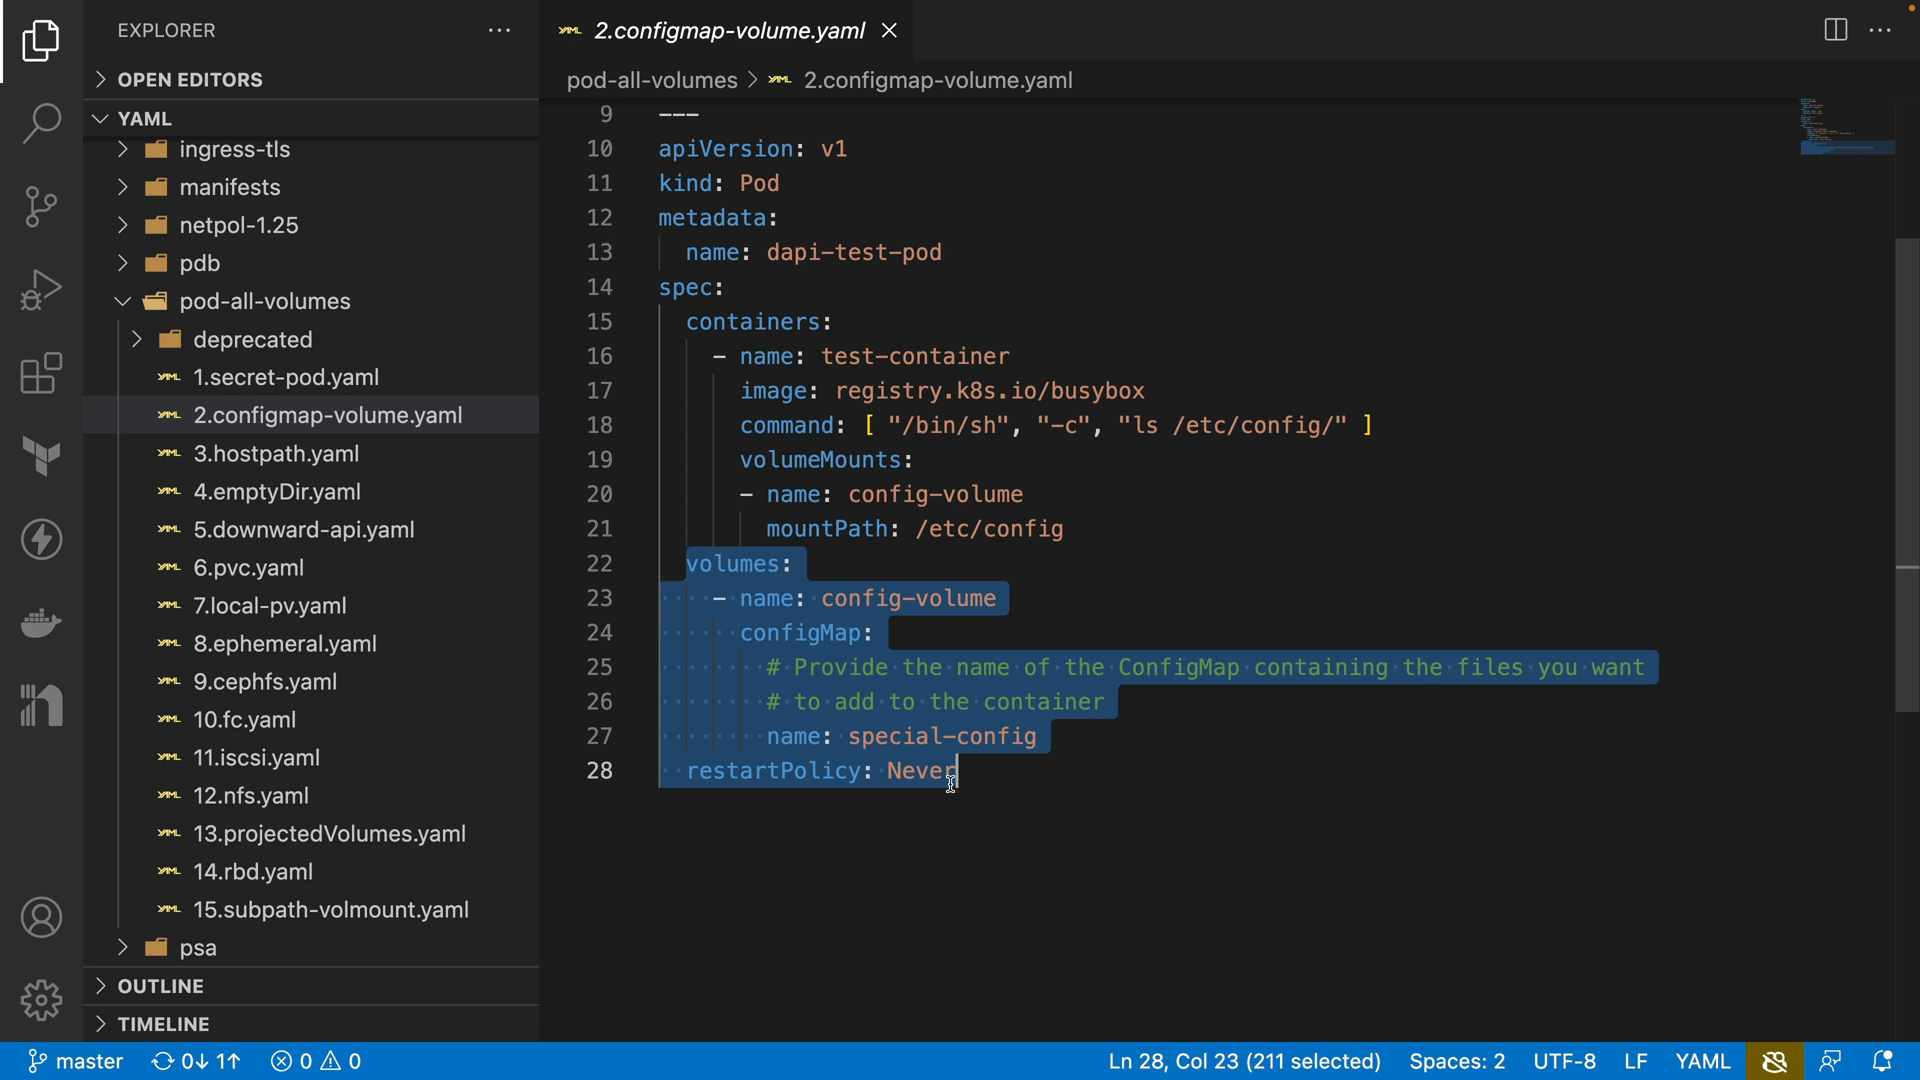 EXPLORER
OPEN EDITORS
YAML
ingress-tls
manifests
netpol-1.25
pdb
pod-all-volumes
deprecated
1.secret-pod.yaml
2.configmap-volume.yaml
3.hostpath.yaml
4.emptyDir.yaml
5.downward-api.yaml
6.pvc.yaml
7.local-pv.yaml
8.ephemeral.yaml
9.cephfs.yaml
10.fc.yaml
11.iscsi.yaml
12.nfs.yaml
13.projectedVolumes.yaml
14.rbd.yaml
15.subpath-volmount.yaml
psa
OUTLINE
TIMELINE
2.configmap-volume.yaml
pod-all-volumes > 2.configmap-volume.yaml
9 ---
10 apiVersion: v1
11 kind: Pod
12 metadata:
13   name: dapi-test-pod
14 spec:
15   containers:
16     - name: test-container
17       image: registry.k8s.io/busybox
18       command: [ "/bin/sh", "-c", "ls /etc/config/" ]
19       volumeMounts:
20       - name: config-volume
21         mountPath: /etc/config
22   volumes:
23     - name: config-volume
24       configMap:
25         # Provide the name of the ConfigMap containing the files you want
26         # to add to the container
27         name: special-config
28   restartPolicy: Never
master 0↓ 1↑ 0 0 Ln 28, Col 23 (211 selected) Spaces: 2 UTF-8 LF YAML